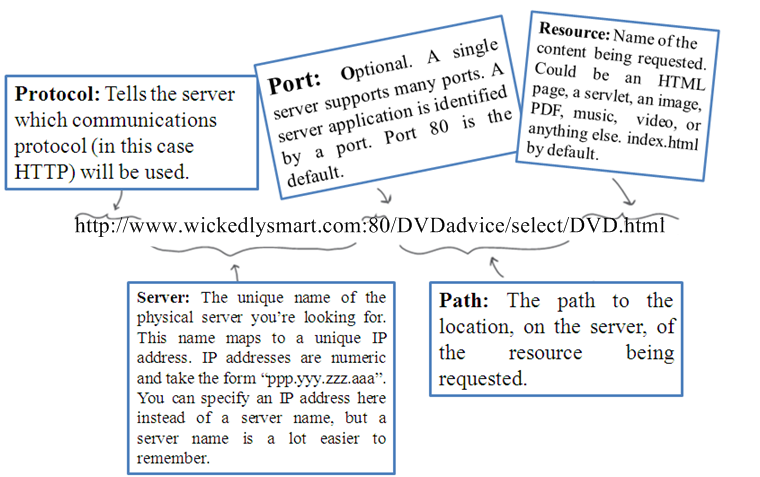 Protocol: Tells the server
which communications
protocol (in this case
HTTP) will be used.
Port: Optional. A single
server supports many ports. A
server application is identified
by a port. Port 80 is the
default.
Resource: Name of the
content being requested.
Could be an HTML
page, a servlet, an image,
PDF, music, video, or
anything else. index.html
by default.
http://www.wickedlysmart.com:80/DVDadvice/select/DVD.html
Server: The unique name of the
physical server you’re looking for.
This name maps to a unique IP
address. IP addresses are numeric
and take the form “ppp.yyy.zzz.aaa”.
You can specify an IP address here
instead of a server name, but a
server name is a lot easier to
remember.
Path: The path to the
location, on the server, of
the resource being
requested.